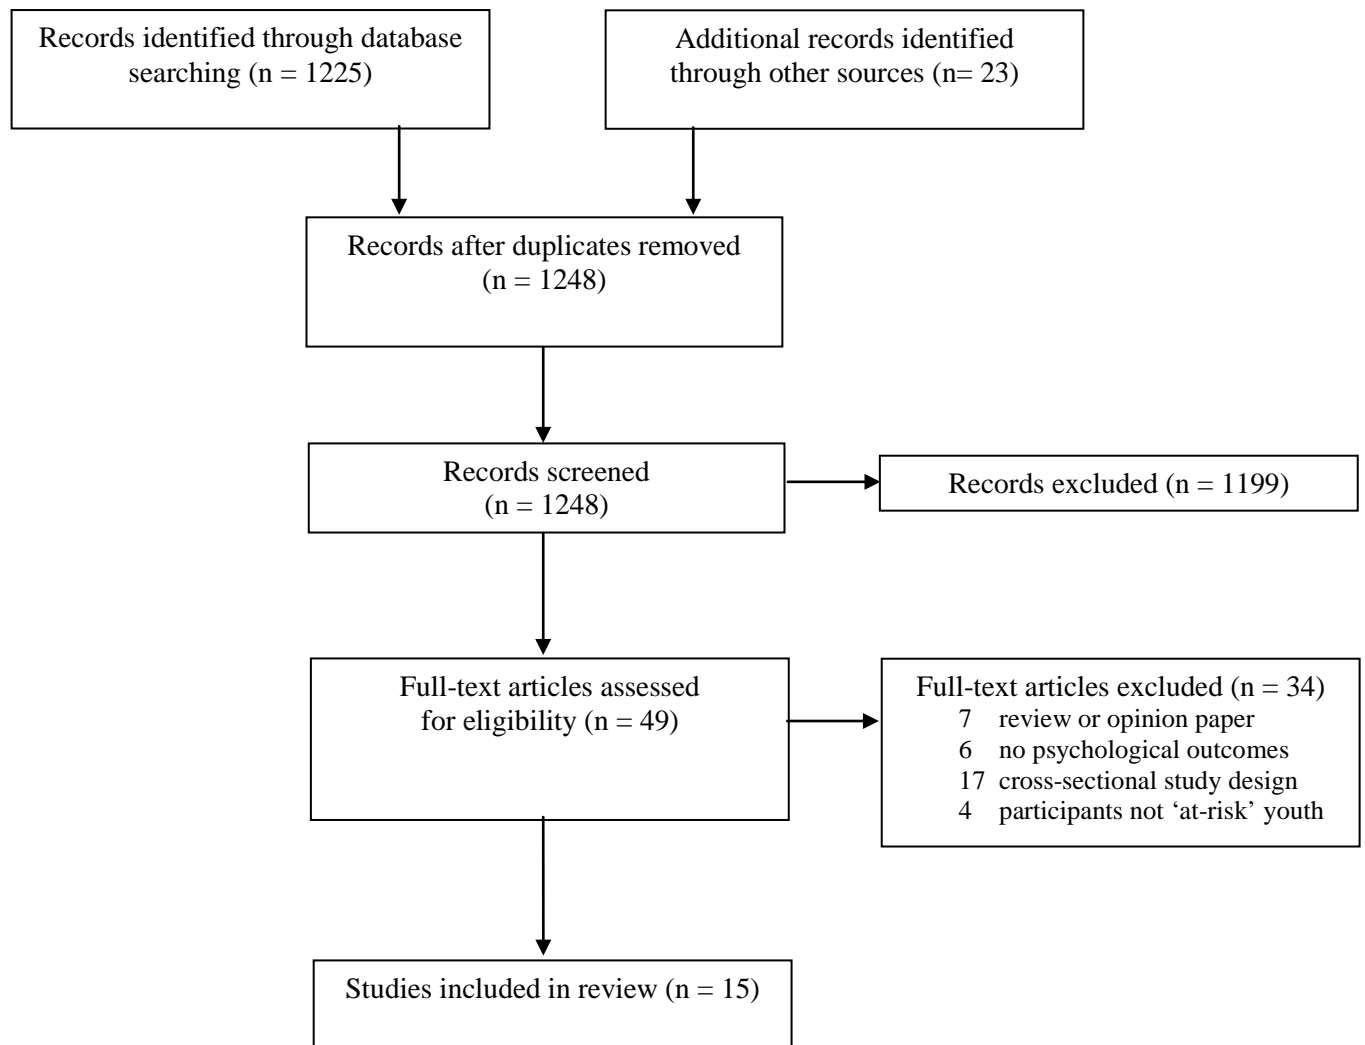 Records identified through database
searching (n = 1225)
Additional records identified
through other sources (n= 23)
Records after duplicates removed
(n = 1248)
Records screened
(n = 1248)
Records excluded (n = 1199)
Full-text articles assessed
for eligibility (n = 49)
Full-text articles excluded (n = 34)
7 review or opinion paper
6 no psychological outcomes
17 cross-sectional study design
4 participants not ‘at-risk’ youth
Studies included in review (n = 15)